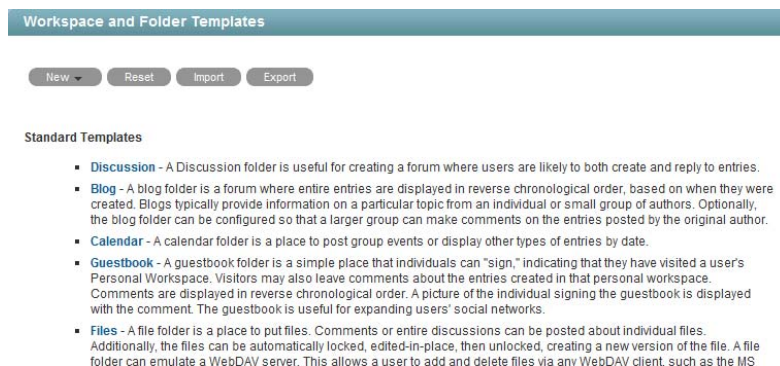 Workspace and Folder Templates
New Reset Import Export
Standard Templates
Discussion - A Discussion folder is useful for creating a forum where users are likely to both create and reply to entries.
Blog - A blog folder is a forum where entire entries are displayed in reverse chronological order, based on when they were
created. Blogs typically provide information on a particular topic from an individual or small group of authors. Optionally,
the blog folder can be configured so that a larger group can make comments on the entries posted by the original author.
Calendar - A calendar folder is a place to post group events or display other types of entries by date.
Guestbook - A guestbook folder is a simple place that individuals can "sign," indicating that they have visited a user's
Personal Workspace. Visitors may also leave comments about the entries created in that personal workspace.
Comments are displayed in reverse chronological order. A picture of the individual signing the guestbook is displayed
with the comment. The guestbook is useful for expanding users' social networks.
Files - A file folder is a place to put files. Comments or entire discussions can be posted about individual files.
Additionally, the files can be automatically locked, edited-in-place, then unlocked, creating a new version of the file. A file
folder can emulate a WebDAV server. This allows a user to add and delete files via any WebDAV client, such as the MS